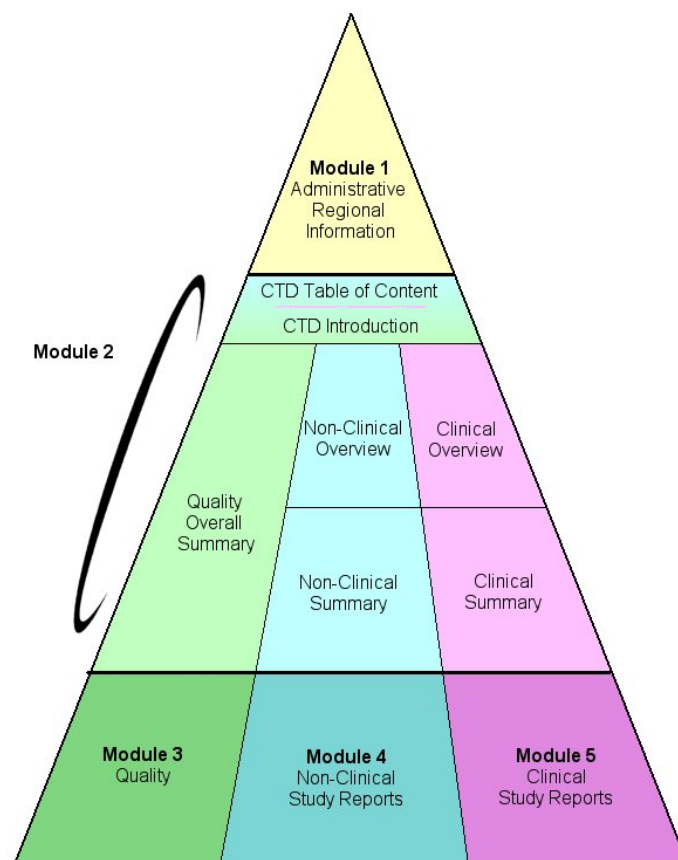 Module 1
Administrative
Regional
Information
CTD Table of Content
CTD Introduction
Module 2
Non-Clinical
Overview
Clinical
Overview
Quality
Overall
Summary
Non-Clinical
Summary
Clinical
Summary
Module 3
Quality
Module 4
Non-Clinical
Study Reports
Module 5
Clinical
Study Reports